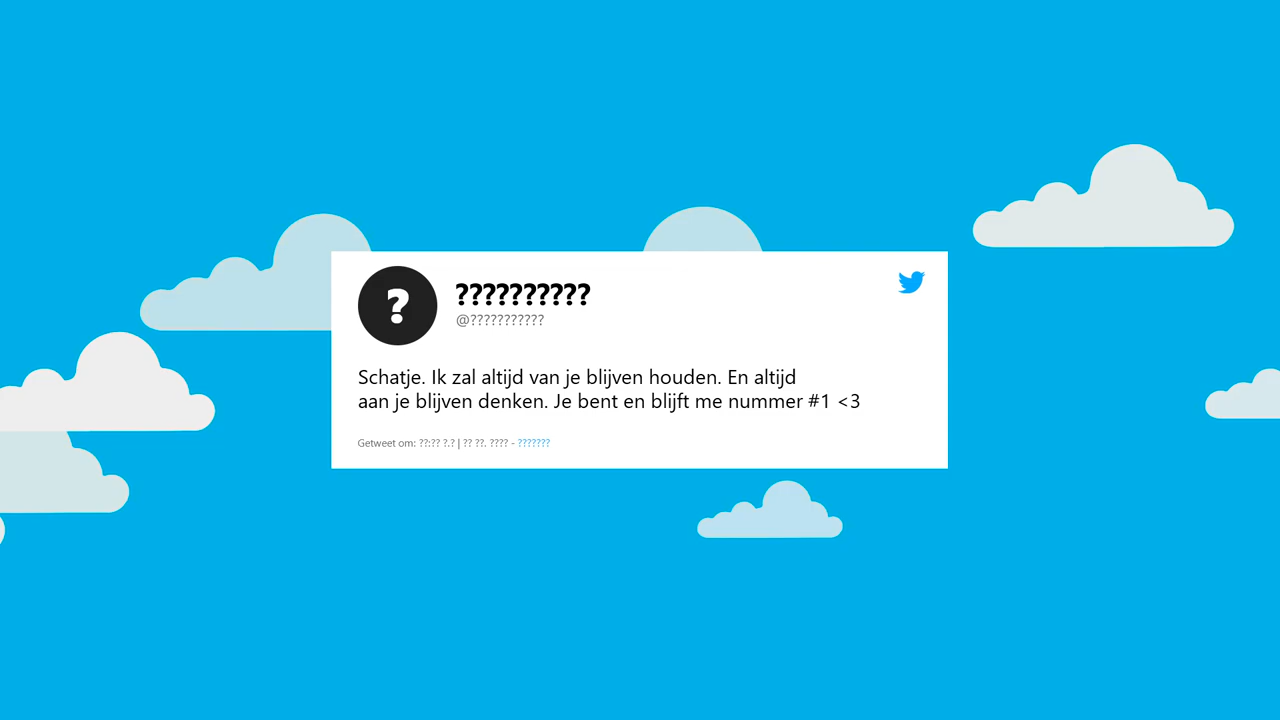 ?
??????????
@???????????
Schatje. Ik zal altijd van je blijven houden. En altijd
aan je blijven denken. Je bent en blijft me nummer #1 <3
Getweet om: ??:?? ?.? | ?? ??. ???? - ???????